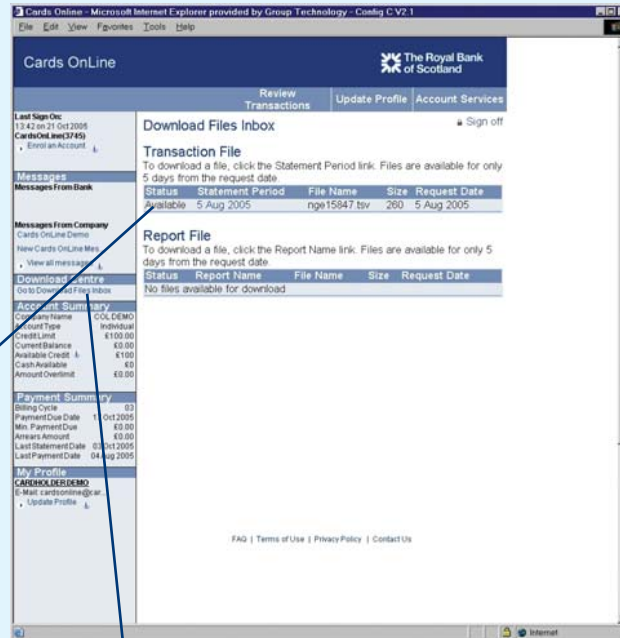 Cards Online - Microsoft Internet Explorer provided by Group Technology - Config C V2.1
File Edit View Favorites Tools Help
Cards OnLine
The Royal Bank
of Scotland
Review
Transactions
Update Profile
Account Services
Last Sign On:
13:42 on 21 Oct 2005
CardsOnLine(3745)
Enrol an Account
Messages
Messages From Bank
Messages From Company
Cards OnLine Demo
New Cards OnLine Mes
View all messages
Download Centre
Go to Download Files Inbox
Account Summary
Company Name COL DEMO
Account Type Individual
Credit Limit £100.00
Current Balance £0.00
Available Credit £100
Cash Available £0
Amount Overlimit £0.00
Payment Summary
Billing Cycle 03
Payment Due Date Oct 2005
Min. Payment Due £0.00
Arrears Amount £0.00
Last Statement Date 03 Oct 2005
Last Payment Date 04 Aug 2005
My Profile
CARDHOLDER DEMO
E-Mail: cardsonline@car...
Update Profile
Sign off
Download Files Inbox
Transaction File
To download a file, click the Statement Period link. Files are available for only
5 days from the request date.
Status Statement Period File Name Size Request Date
Available 5 Aug 2005 nge15847.tsv 260 5 Aug 2005
Report File
To download a file, click the Report Name link. Files are available for only 5
days from the request date.
Status Report Name File Name Size Request Date
No files available for download
FAQ | Terms of Use | Privacy Policy | Contact Us
Internet